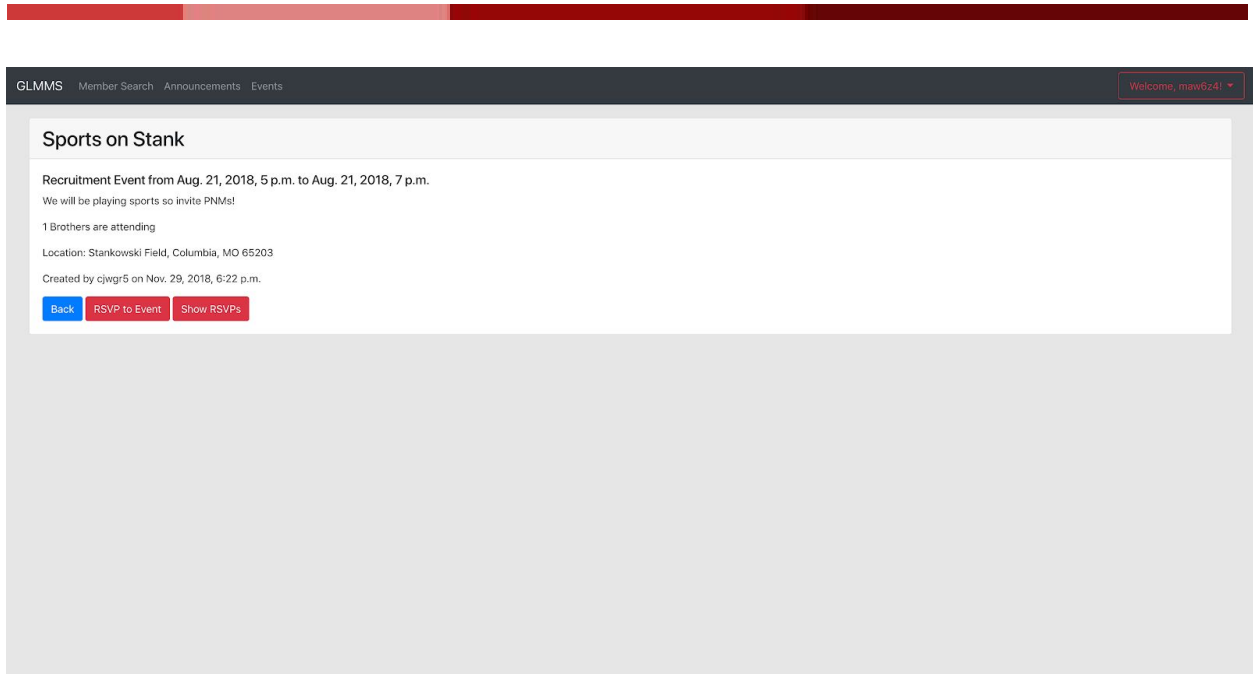 GLMMS Member Search Announcements Events Welcome, maw6z4!
Sports on Stank
Recruitment Event from Aug. 21, 2018, 5 p.m. to Aug. 21, 2018, 7 p.m.
We will be playing sports so invite PNMs!
1 Brothers are attending
Location: Stankowski Field, Columbia, MO 65203
Created by cjwgr5 on Nov. 29, 2018, 6:22 p.m.
Back RSVP to Event Show RSVPs